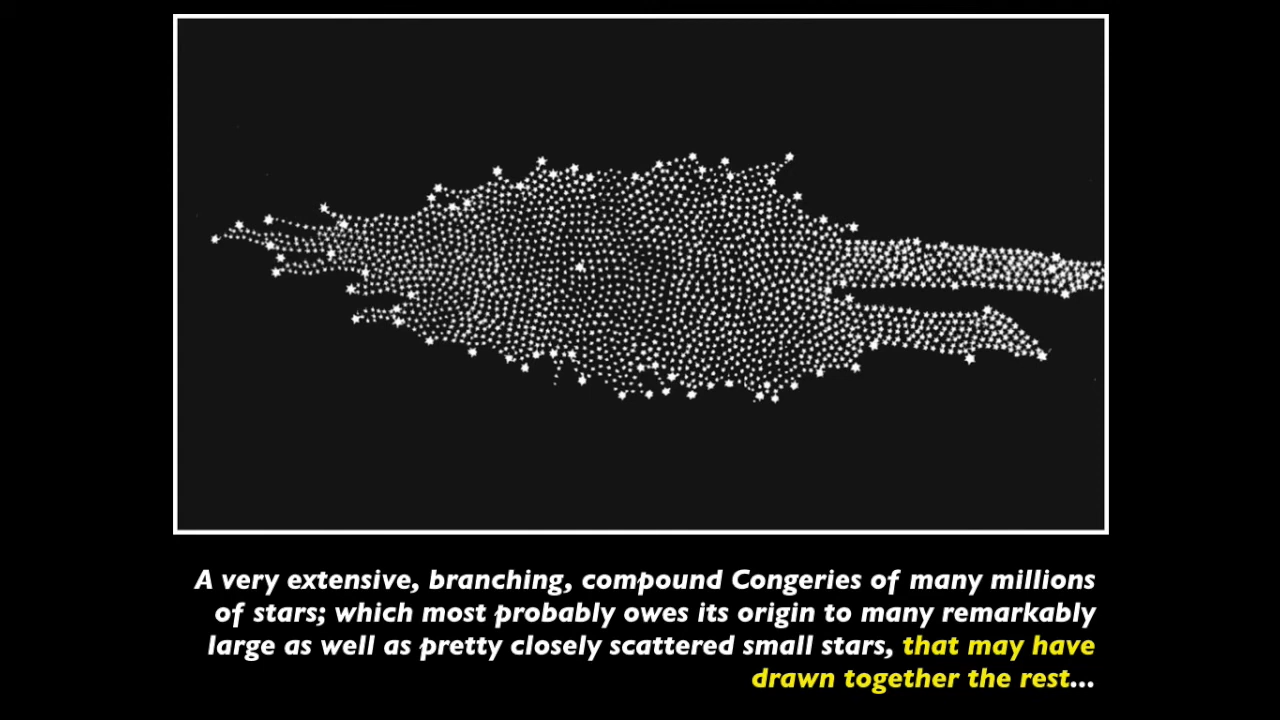 A very extensive, branching, compound Congeries of many millions
of stars; which most probably owes its origin to many remarkably
large as well as pretty closely scattered small stars, that may have
drawn together the rest...